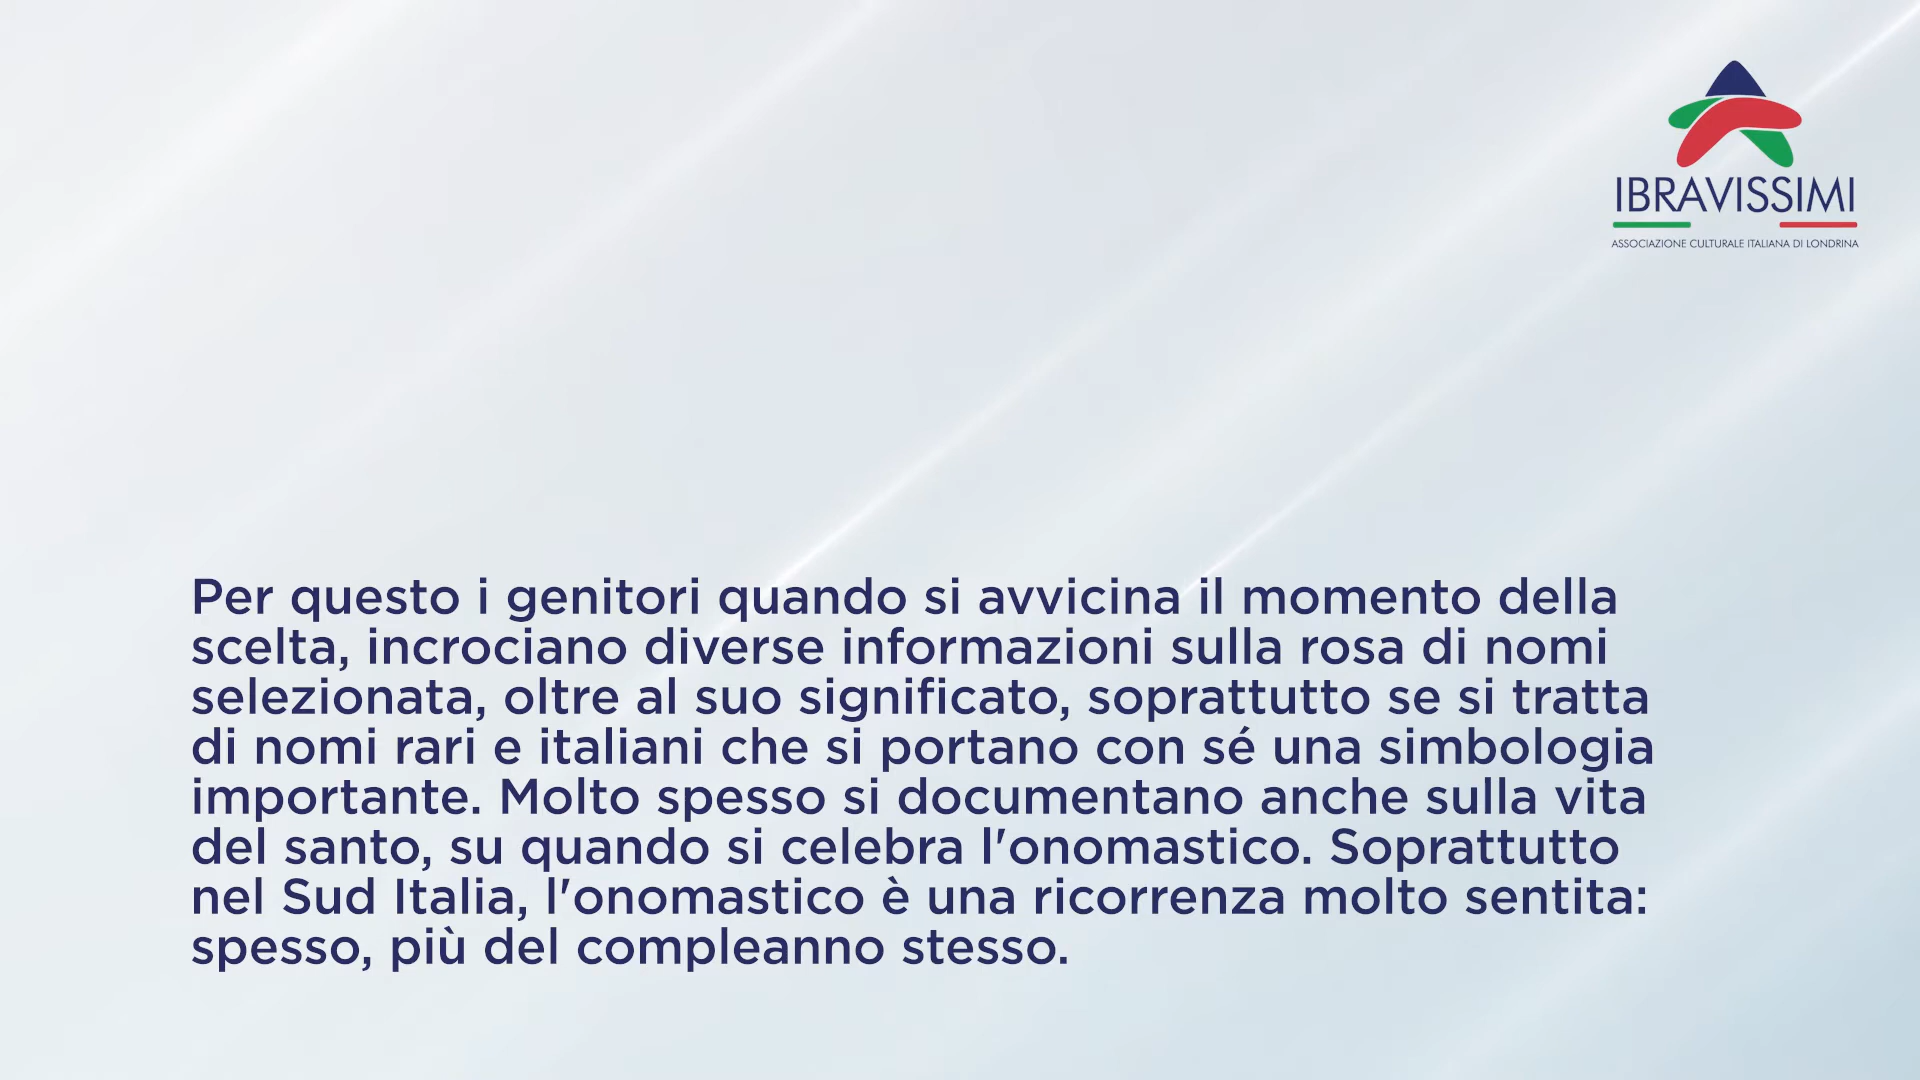 IBRAVISSIMI
ASSOCIAZIONE CULTURALE ITALIANA DI LONDRINA
Per questo i genitori quando si avvicina il momento della
scelta, incrociano diverse informazioni sulla rosa di nomi
selezionata, oltre al suo significato, soprattutto se si tratta
di nomi rari e italiani che si portano con sé una simbologia
importante. Molto spesso si documentano anche sulla vita
del santo, su quando si celebra l'onomastico. Soprattutto
nel Sud Italia, l'onomastico è una ricorrenza molto sentita:
spesso, più del compleanno stesso.